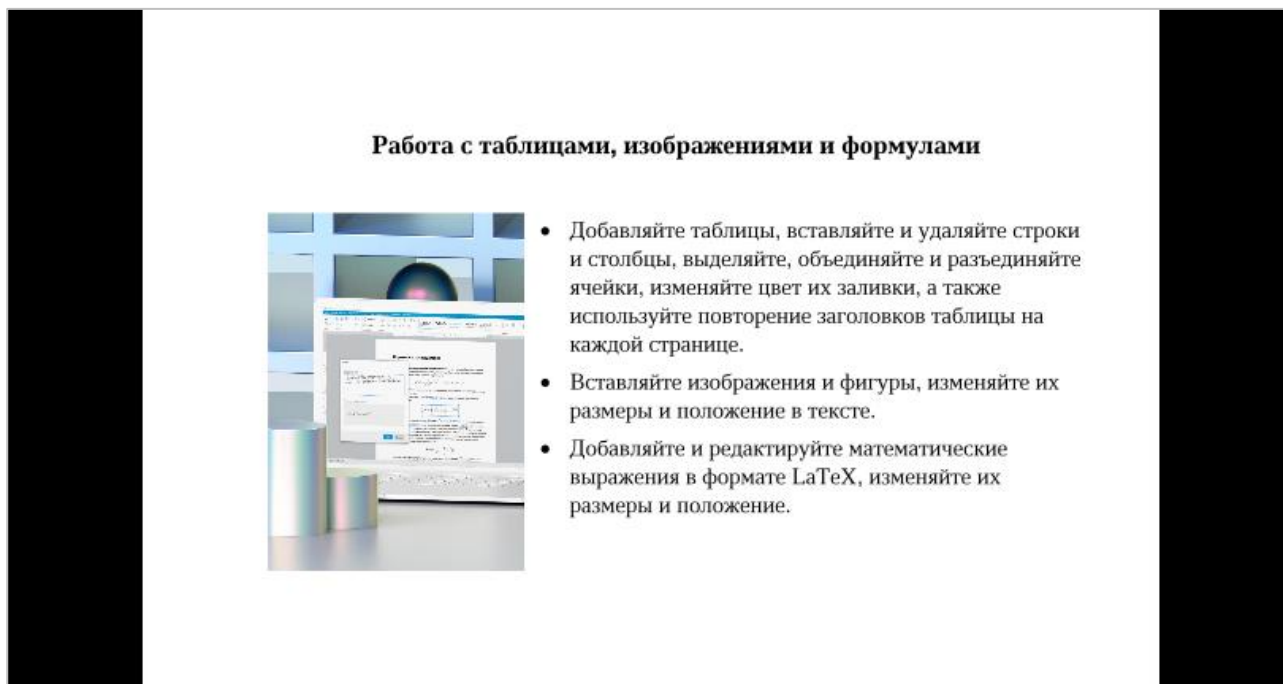 Работа с таблицами, изображениями и формулами
• Добавляйте таблицы, вставляйте и удаляйте строки
и столбцы, выделяйте, объединяйте и разъединяйте
ячейки, изменяйте цвет их заливки, а также
используйте повторение заголовков таблицы на
каждой странице.
• Вставляйте изображения и фигуры, изменяйте их
размеры и положение в тексте.
• Добавляйте и редактируйте математические
выражения в формате LaTeX, изменяйте их
размеры и положение.